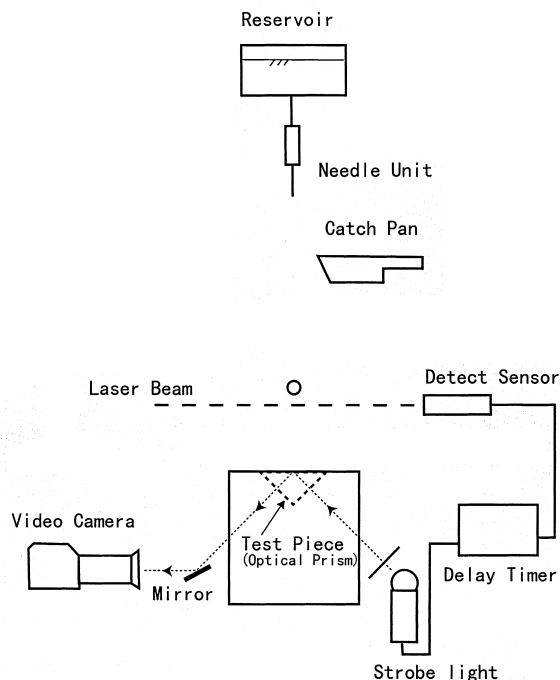 Reservoir
Needle Unit
Catch Pan
Laser Beam
Detect Sensor
Video Camera
Test Piece
(Optical Prism)
Mirror
Delay Timer
Strobe light